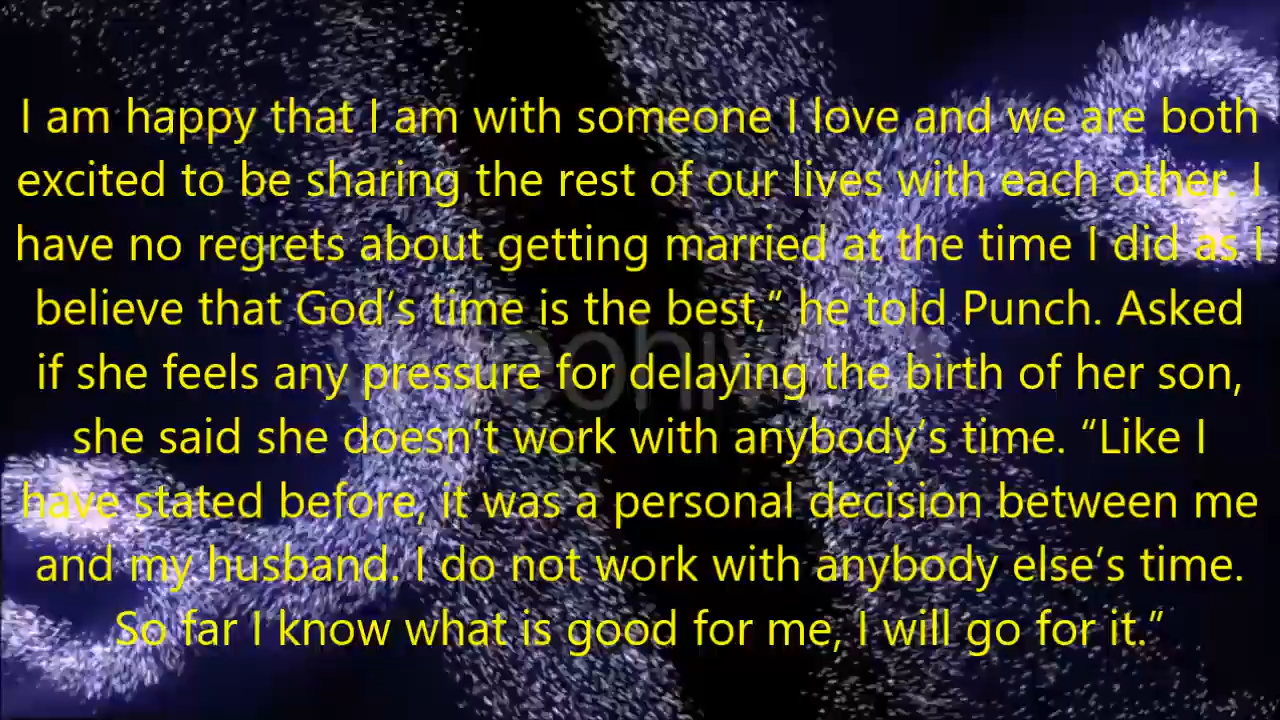 I am happy that I am with someone I love and we are both
excited to be sharing the rest of our lives with each other. I
have no regrets about getting married at the time I did as I
believe that God’s time is the best,” he told Punch. Asked
if she feels any pressure for delaying the birth of her son,
she said she doesn’t work with anybody’s time. “Like I
have stated before, it was a personal decision between me
and my husband. I do not work with anybody else’s time.
So far I know what is good for me, I will go for it.”